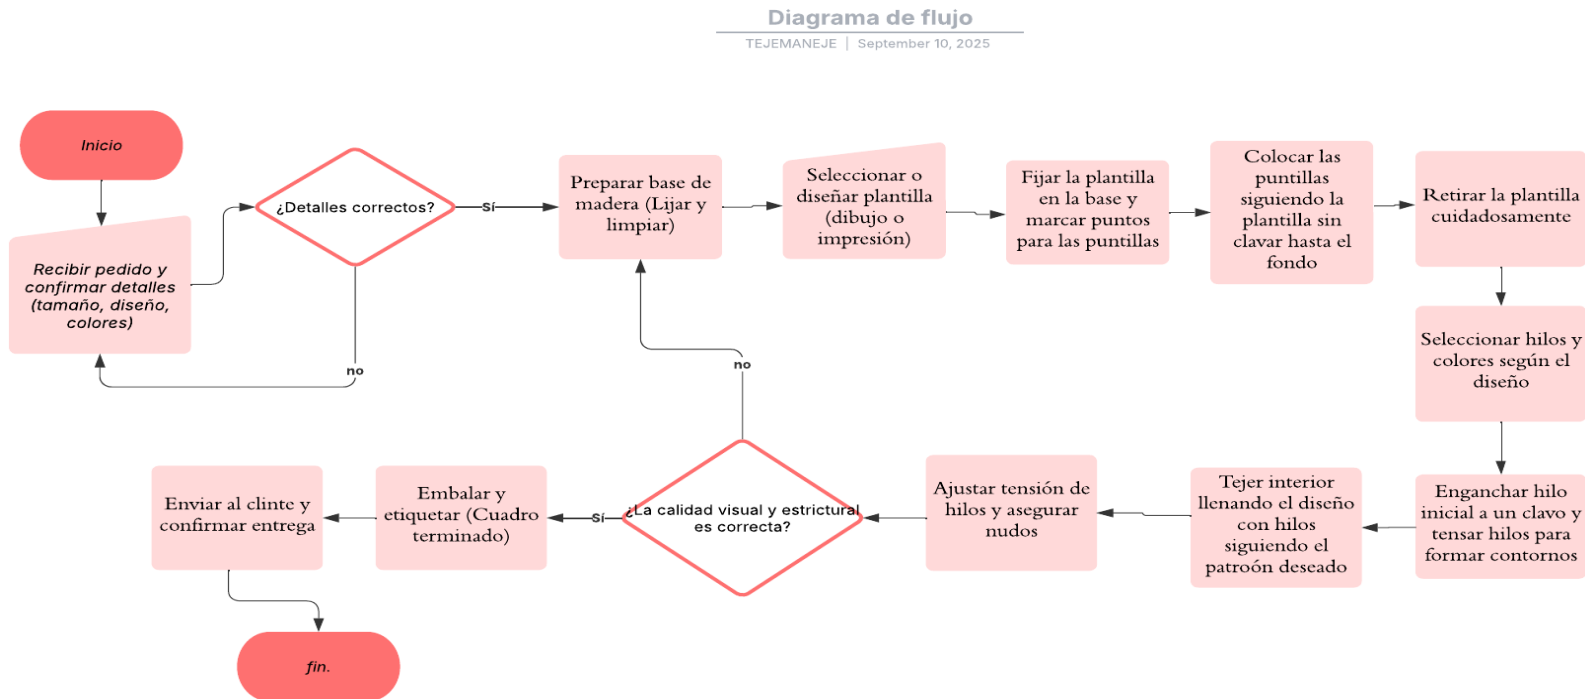 Diagrama de flujo
TEJEMANEJE | September 10, 2025
Inicio
Recibir pedido y
confirmar detalles
(tamaño, diseño,
colores)
¿Detalles correctos?
Sí
no
Preparar base de
madera (Lijar y
limpiar)
Seleccionar o
diseñar plantilla
(dibujo o
impresión)
Fijar la plantilla
en la base y
marcar puntos
para las puntillas
Colocar las
puntillas
siguiendo la
plantilla sin
clavar hasta el
fondo
Retirar la plantilla
cuidadosamente
Seleccionar hilos y
colores según el
diseño
Enganchar hilo
inicial a un clavo y
tensar hilos para
formar contornos
Tejer interior
llenando el diseño
con hilos
siguiendo el
patroón deseado
Ajustar tensión de
hilos y asegurar
nudos
¿La calidad visual y estrictural
es correcta?
no
Sí
Embalar y
etiquetar (Cuadro
terminado)
Enviar al clinte y
confirmar entrega
fin.